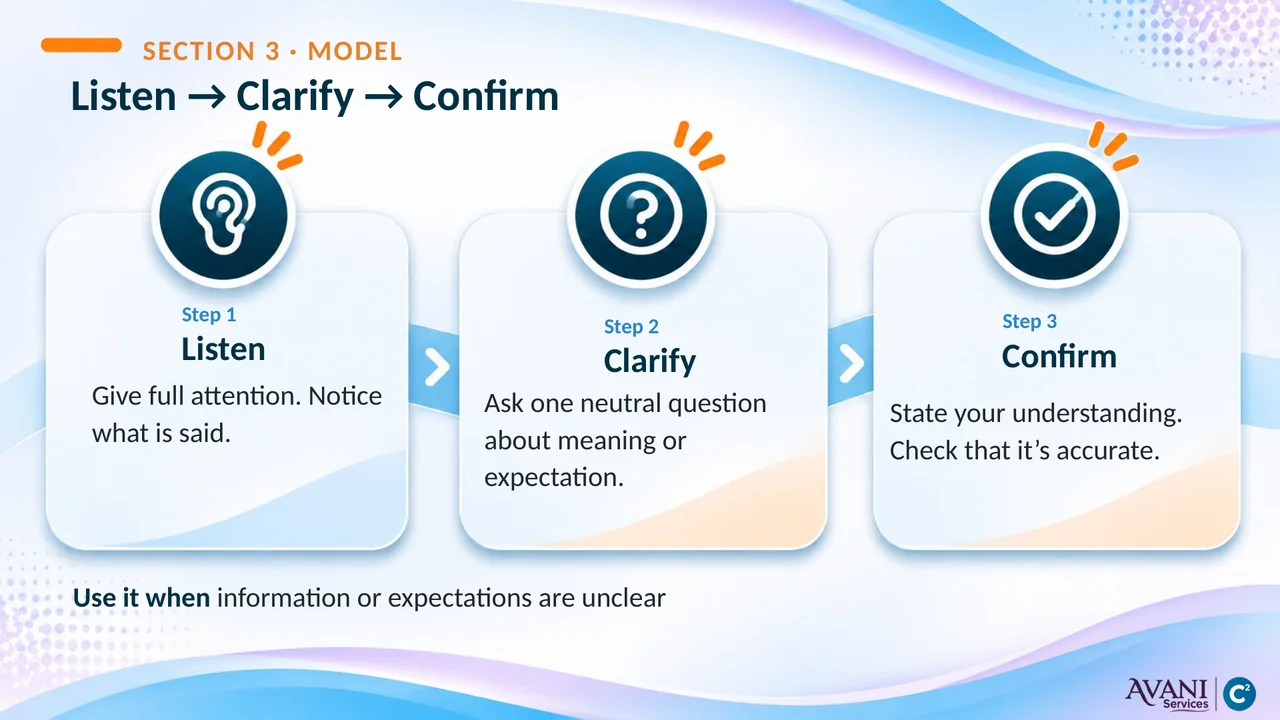 SECTION 3 · MODEL
Listen → Clarify → Confirm
Step 1
Listen
Give full attention. Notice
what is said.
Step 2
Clarify
Ask one neutral question
about meaning or
expectation.
Step 3
Confirm
State your understanding.
Check that it’s accurate.
Use it when information or expectations are unclear
AVANI
Services
C²